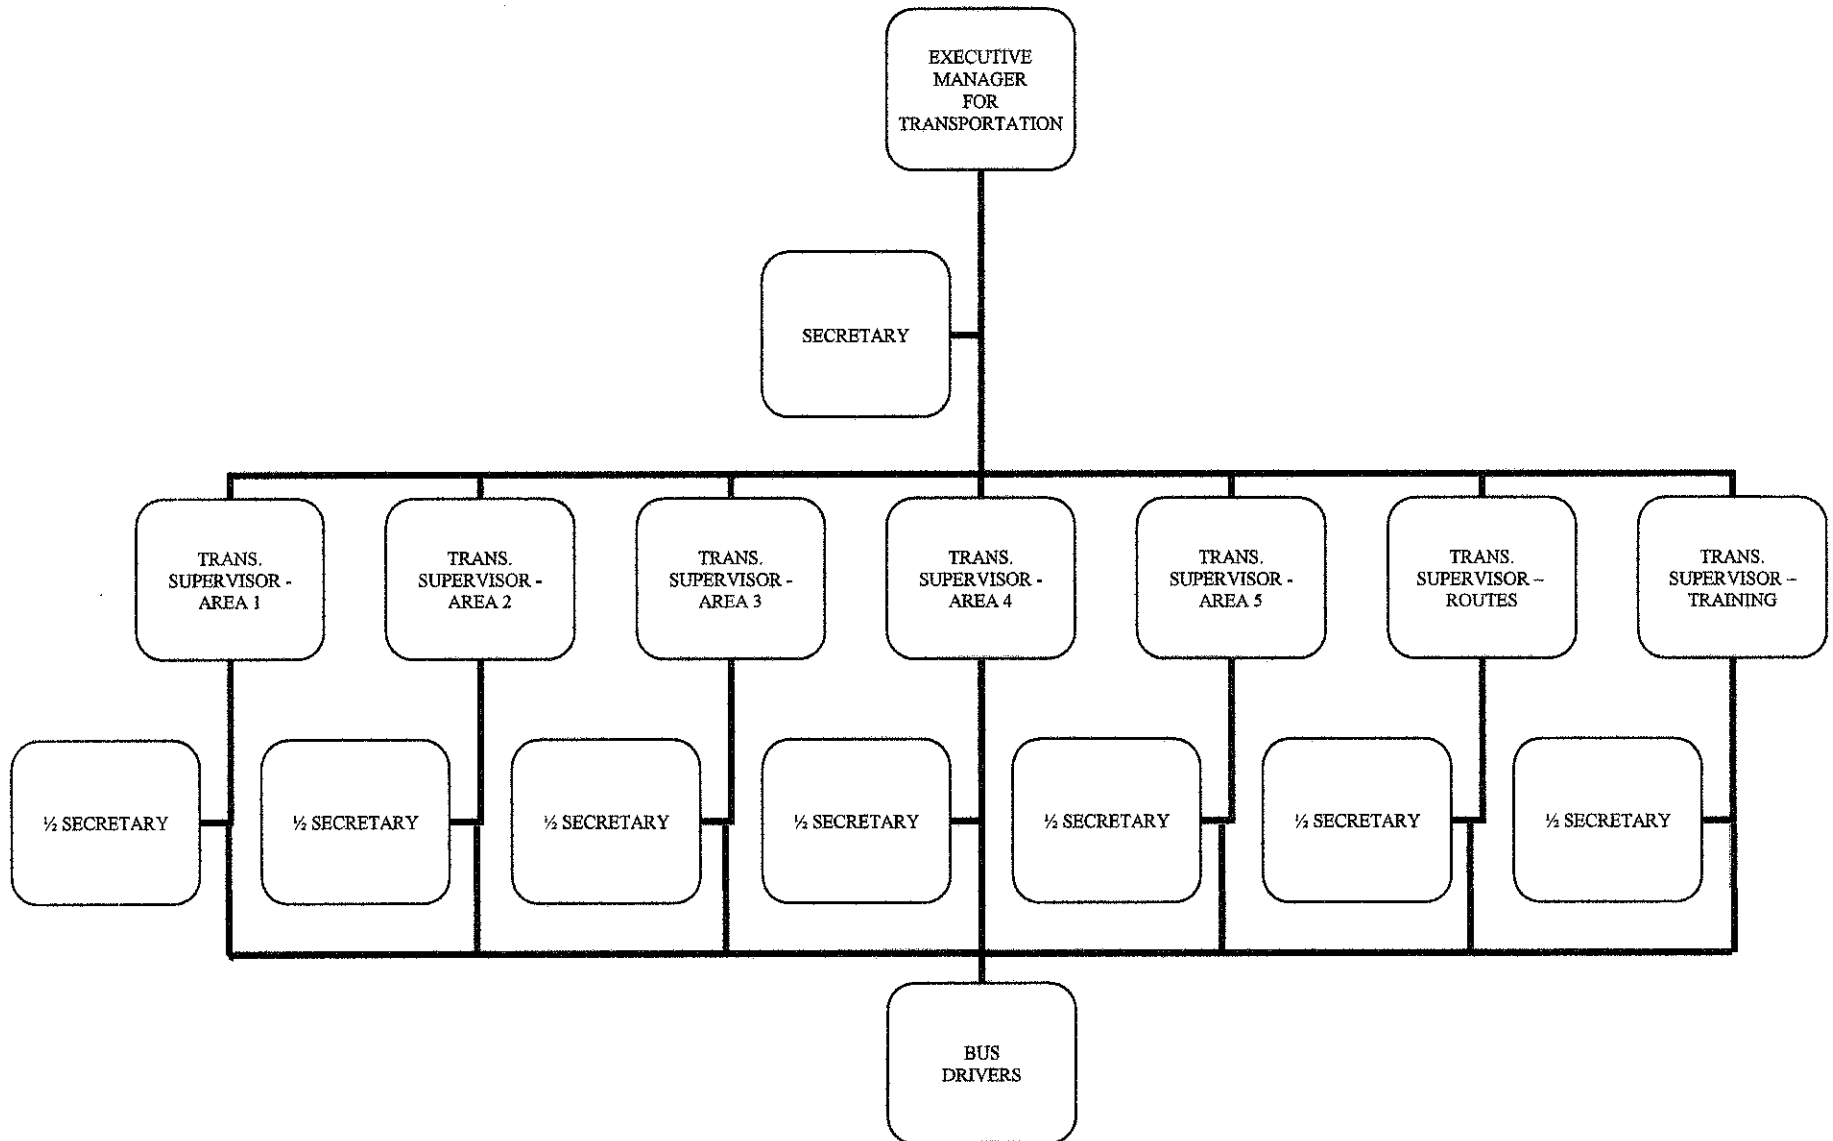 EXECUTIVE
MANAGER
FOR
TRANSPORTATION
SECRETARY
TRANS.
SUPERVISOR -
AREA 1
TRANS.
SUPERVISOR -
AREA 2
TRANS.
SUPERVISOR -
AREA 3
TRANS.
SUPERVISOR -
AREA 4
TRANS.
SUPERVISOR -
AREA 5
TRANS.
SUPERVISOR –
ROUTES
TRANS.
SUPERVISOR –
TRAINING
½ SECRETARY
½ SECRETARY
½ SECRETARY
½ SECRETARY
½ SECRETARY
½ SECRETARY
½ SECRETARY
BUS
DRIVERS